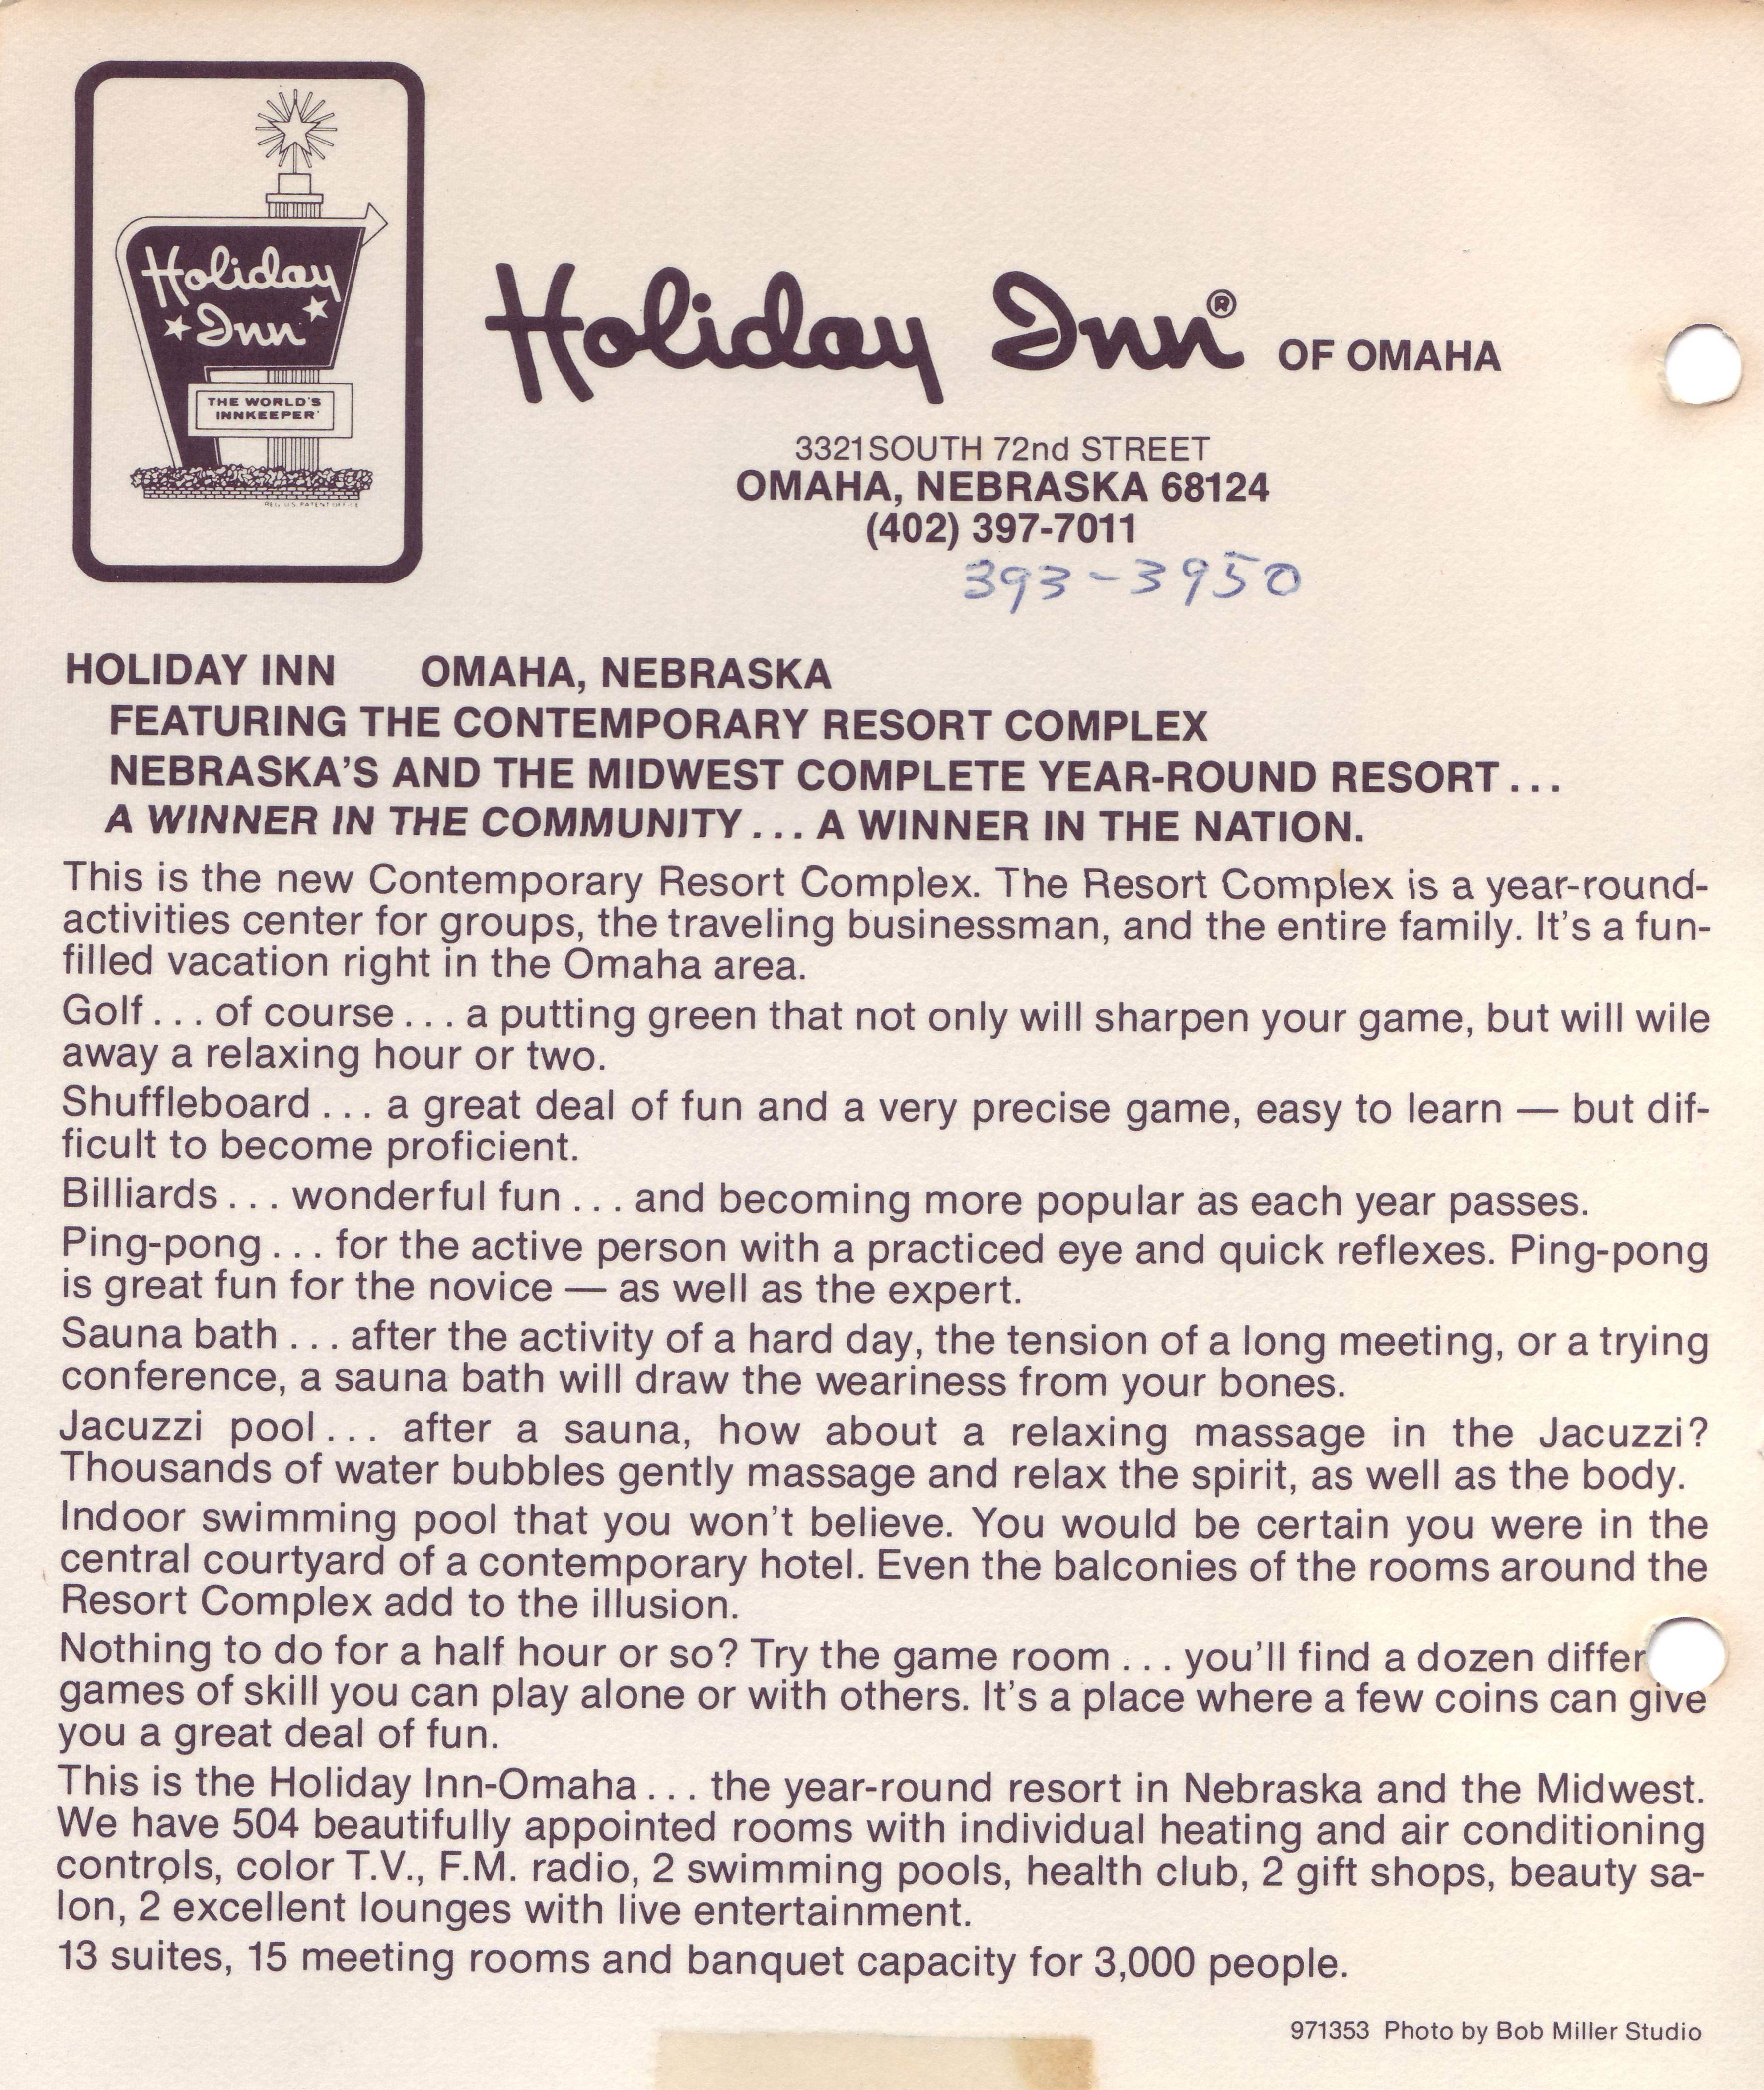 Holiday
Inn
THE WORLD'S
INNKEEPER'
REG. U.S. PATENT OFFICE
Holiday Inn® OF OMAHA
3321 SOUTH 72nd STREET
OMAHA, NEBRASKA 68124
(402) 397-7011
393-3950
HOLIDAY INN OMAHA, NEBRASKA
FEATURING THE CONTEMPORARY RESORT COMPLEX
NEBRASKA'S AND THE MIDWEST COMPLETE YEAR-ROUND RESORT...
A WINNER IN THE COMMUNITY... A WINNER IN THE NATION.
This is the new Contemporary Resort Complex. The Resort Complex is a year-round-
activities center for groups, the traveling businessman, and the entire family. It's a fun-
filled vacation right in the Omaha area.
Golf... of course... a putting green that not only will sharpen your game, but will wile
away a relaxing hour or two.
Shuffleboard... a great deal of fun and a very precise game, easy to learn — but dif-
ficult to become proficient.
Billiards... wonderful fun... and becoming more popular as each year passes.
Ping-pong... for the active person with a practiced eye and quick reflexes. Ping-pong
is great fun for the novice — as well as the expert.
Sauna bath... after the activity of a hard day, the tension of a long meeting, or a trying
conference, a sauna bath will draw the weariness from your bones.
Jacuzzi pool... after a sauna, how about a relaxing massage in the Jacuzzi?
Thousands of water bubbles gently massage and relax the spirit, as well as the body.
Indoor swimming pool that you won't believe. You would be certain you were in the
central courtyard of a contemporary hotel. Even the balconies of the rooms around the
Resort Complex add to the illusion.
Nothing to do for a half hour or so? Try the game room... you'll find a dozen differ
games of skill you can play alone or with others. It's a place where a few coins can give
you a great deal of fun.
This is the Holiday Inn-Omaha... the year-round resort in Nebraska and the Midwest.
We have 504 beautifully appointed rooms with individual heating and air conditioning
controls, color T.V., F.M. radio, 2 swimming pools, health club, 2 gift shops, beauty sa-
lon, 2 excellent lounges with live entertainment.
13 suites, 15 meeting rooms and banquet capacity for 3,000 people.
971353 Photo by Bob Miller Studio